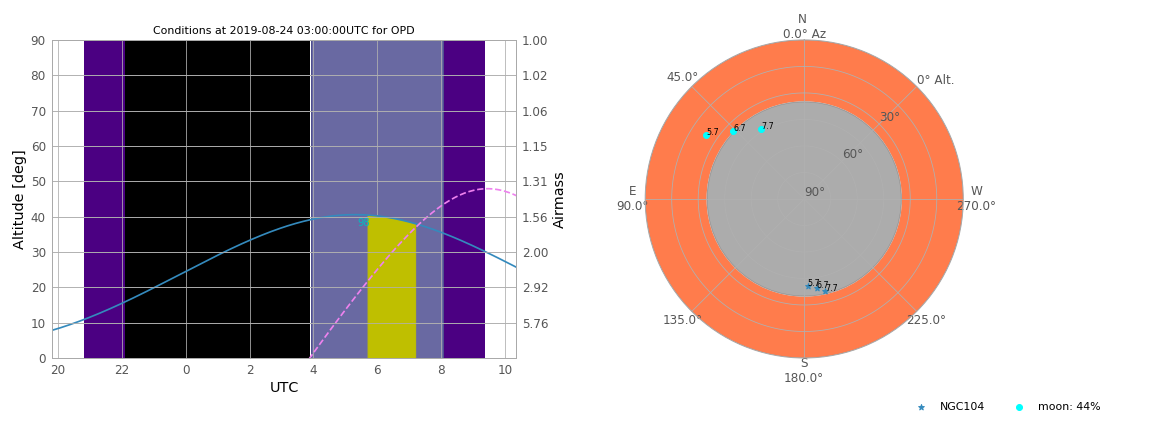 Conditions at 2019-08-24 03:00:00UTC for OPD
90
80
70
60
50
40
30
20
10
0
Altitude [deg]
1.00
1.02
1.06
1.15
1.31
1.56
2.00
2.92
5.76
Airmass
20 22 0 2 4 6 8 10
UTC
N
0.0° Az
45.0°
0° Alt.
30°
60°
90°
E
90.0°
W
270.0°
135.0°
225.0°
S
180.0°
5.7 6.7 7.7
5.7 6.7 7.7
NGC104
moon: 44%